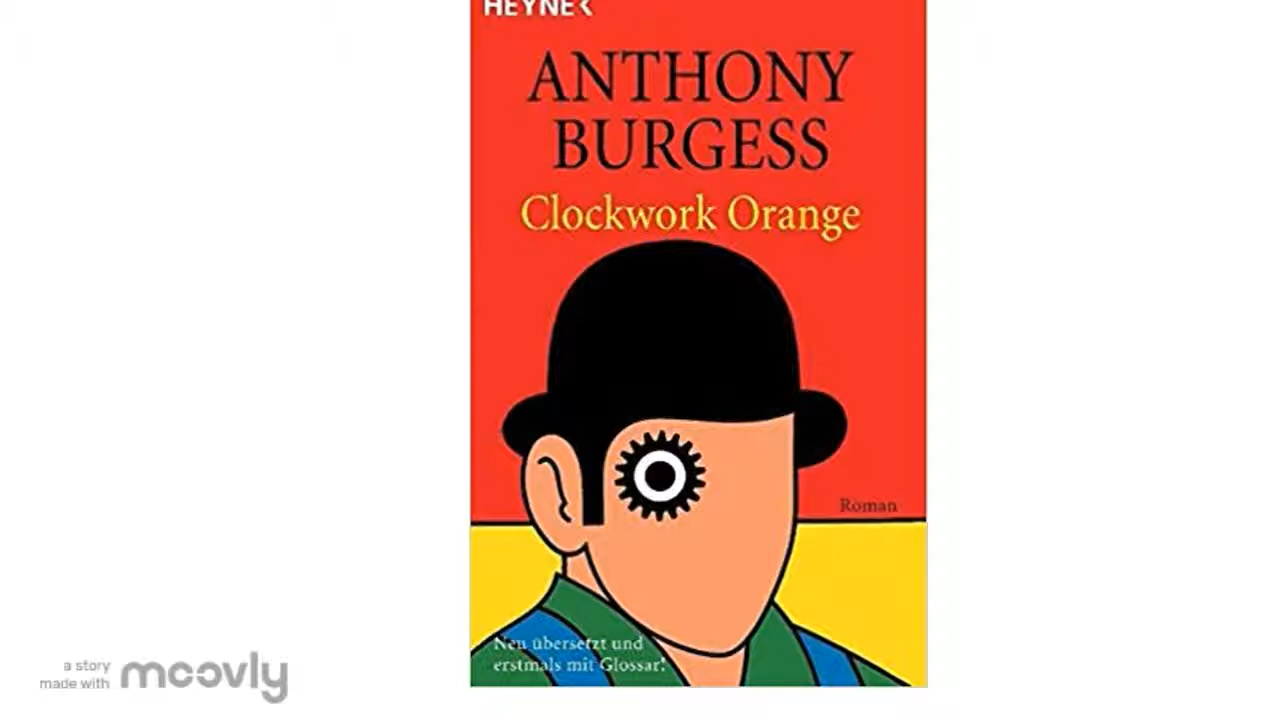 HEYNE<
ANTHONY
BURGESS
Clockwork Orange
Roman
Neu übersetzt und
erstmals mit Glossar!
a story
made with moovly